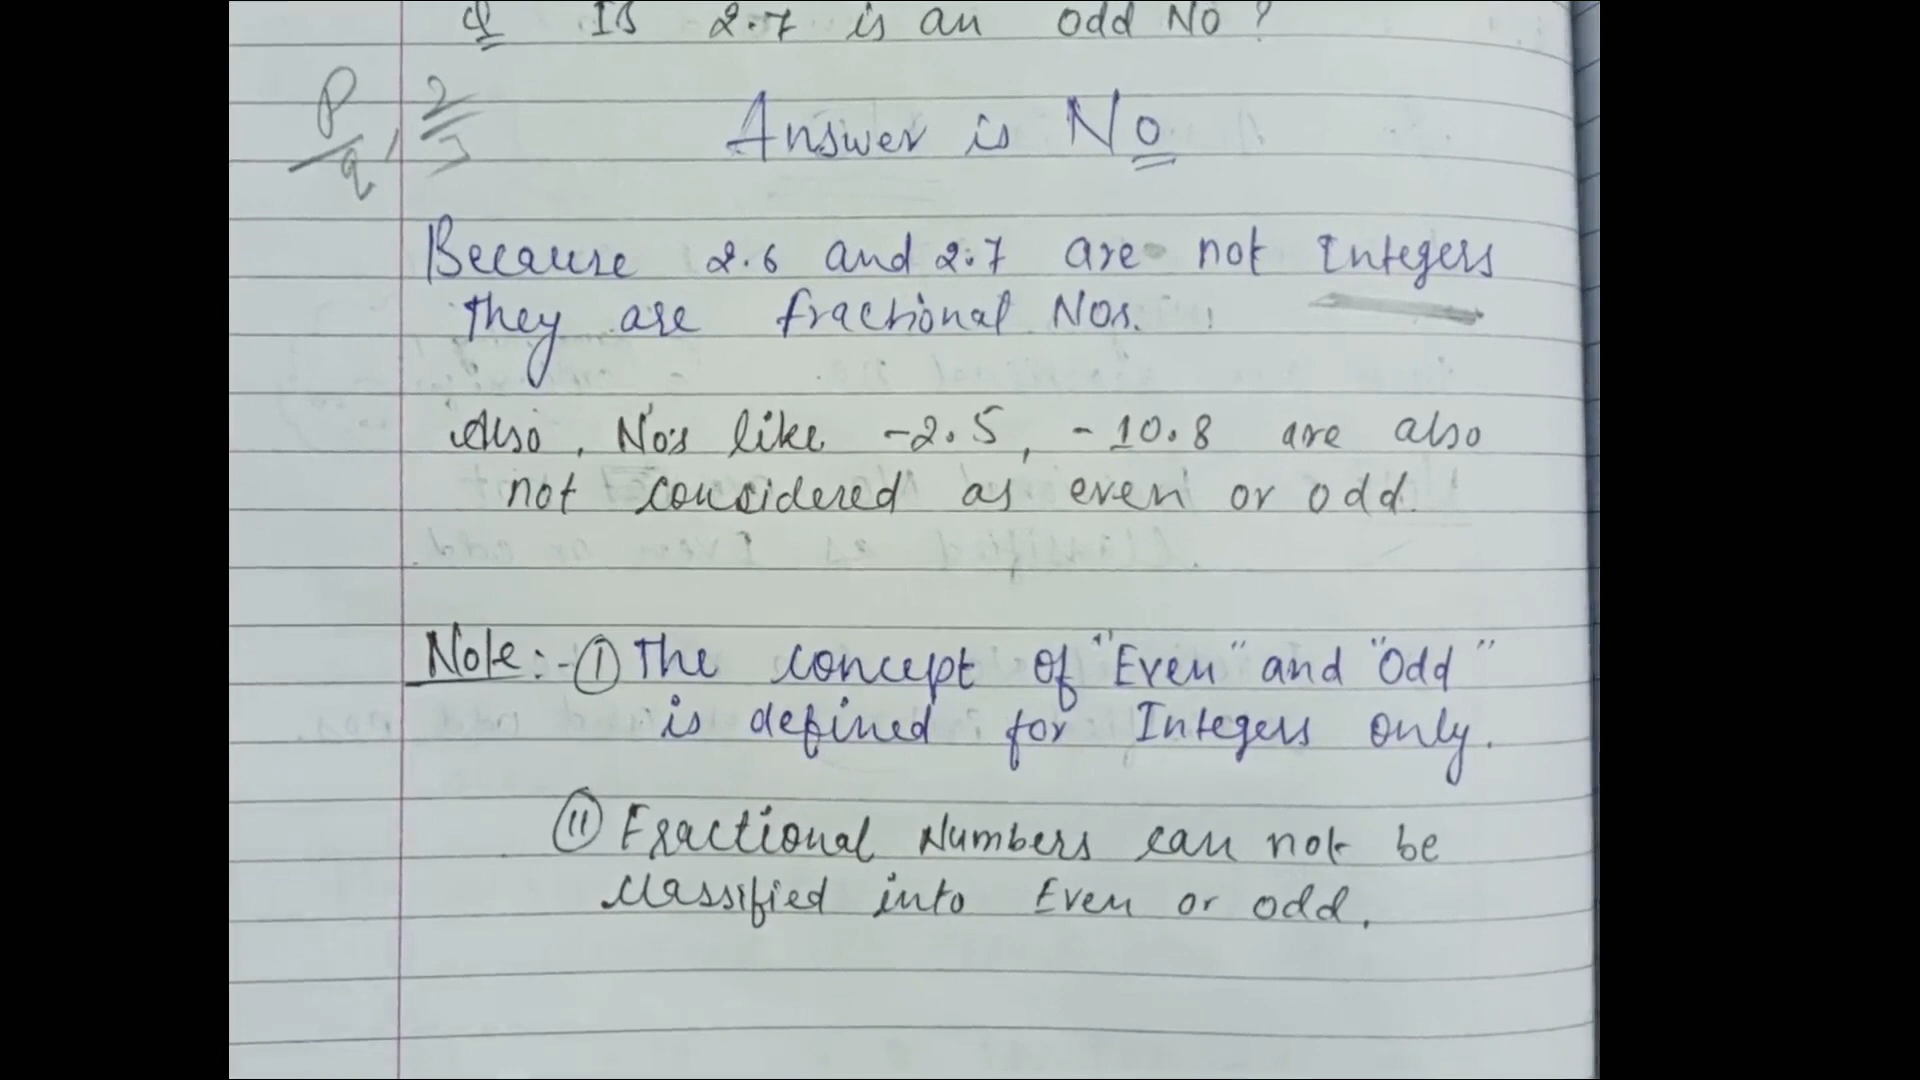 Q Is 2.7 is an odd No?
P/q, 2/3
Answer is No
Because 2.6 and 2.7 are not Integers
they are fractional Nos.
Also, No's like -2.5, -10.8 are also
not considered as even or odd.
Note:- (I) The concept of "Even" and "Odd"
is defined for Integers only.
(II) Fractional Numbers can not be
classified into Even or odd.